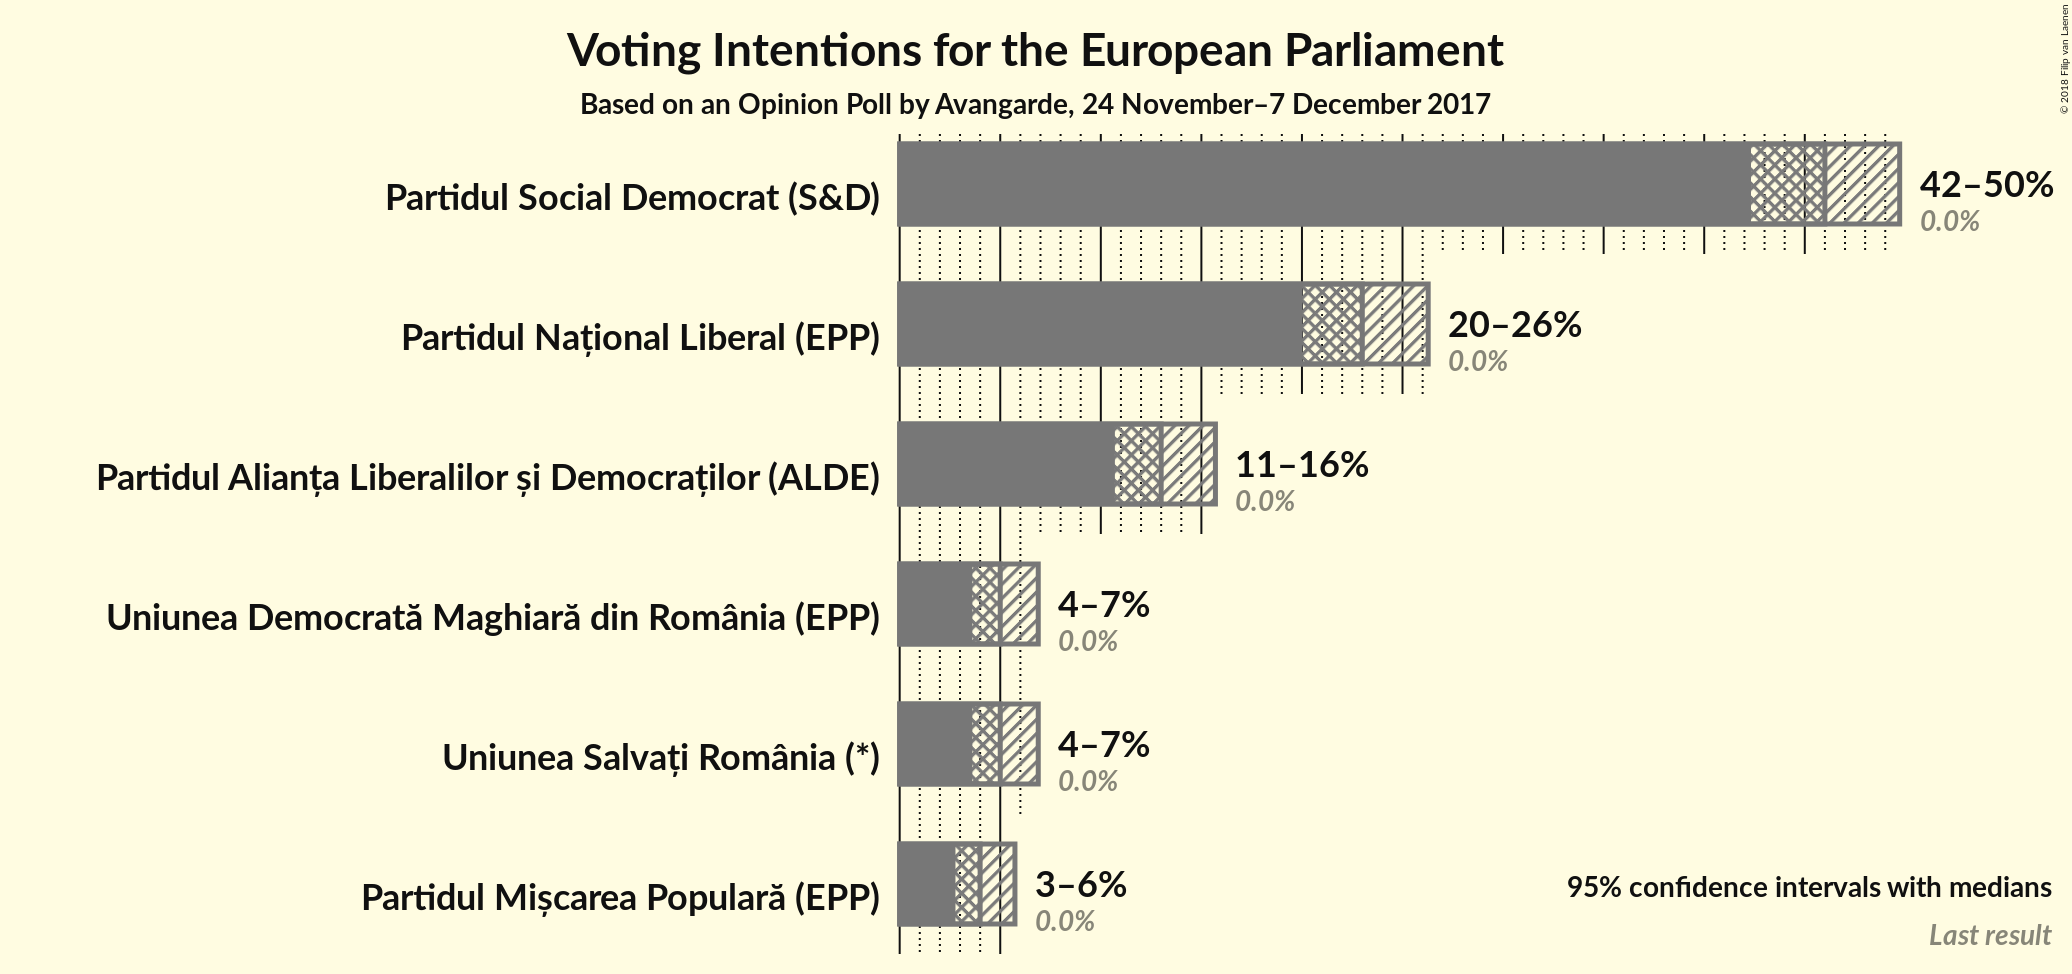 Voting Intentions for the European Parliament
Based on an Opinion Poll by Avangarde, 24 November–7 December 2017
© 2018 Filip van Laenen
Partidul Social Democrat (S&D)
42–50%
0.0%
Partidul Național Liberal (EPP)
20–26%
0.0%
Partidul Alianța Liberalilor și Democraților (ALDE)
11–16%
0.0%
Uniunea Democrată Maghiară din România (EPP)
4–7%
0.0%
Uniunea Salvați România (*)
4–7%
0.0%
Partidul Mișcarea Populară (EPP)
3–6%
0.0%
95% confidence intervals with medians
Last result